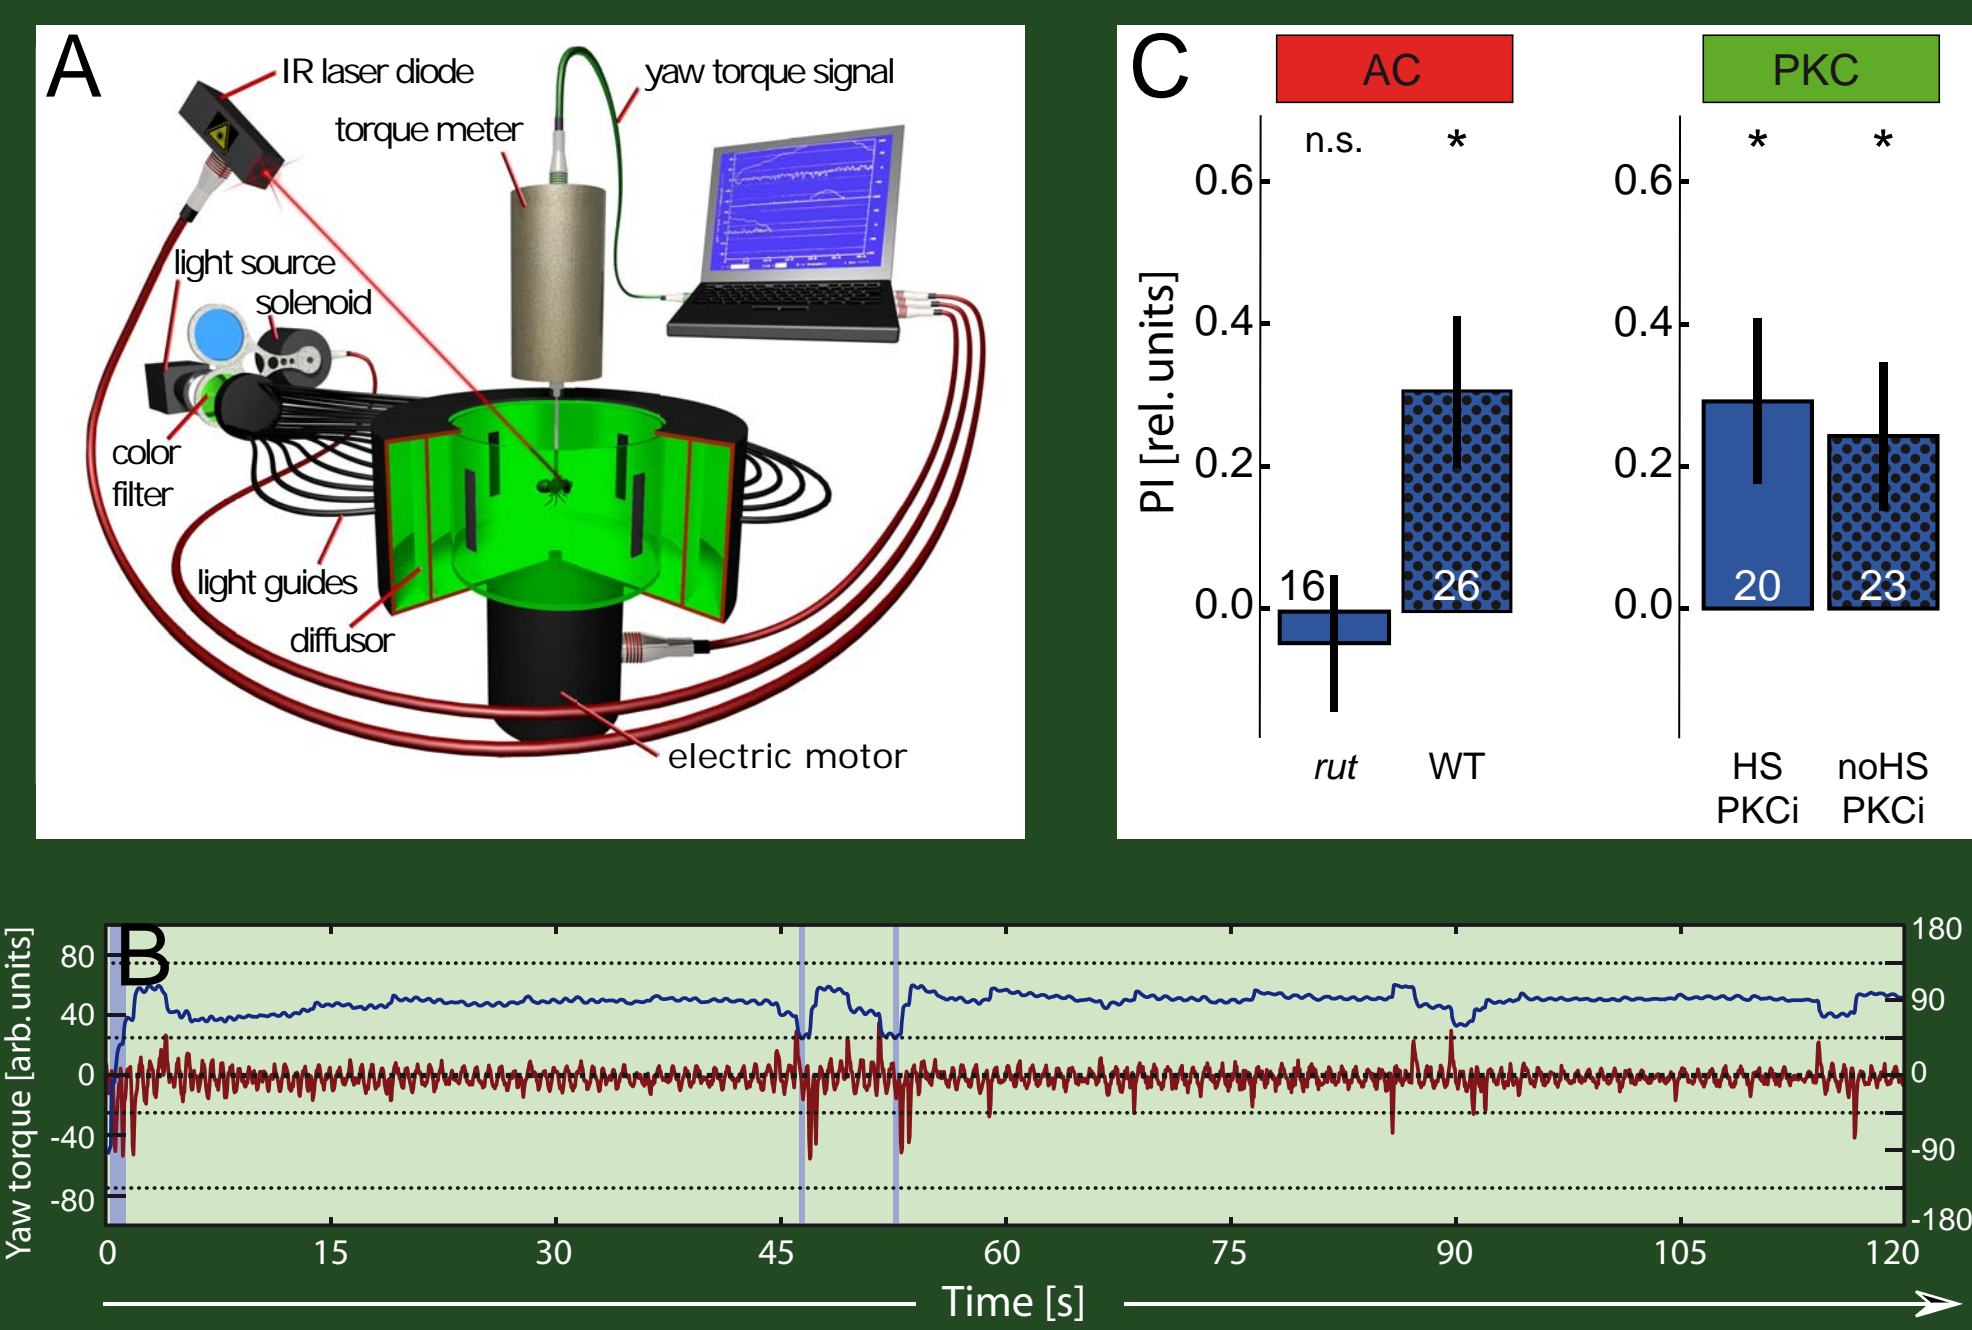 A
IR laser diode
yaw torque signal
torque meter
light source
solenoid
color
filter
light guides
diffusor
electric motor
C
AC
PKC
n.s.
*
*
*
0.6
0.4
0.2
0.0
PI [rel. units]
0.6
0.4
0.2
0.0
16
26
20
23
rut
WT
HS
PKCi
noHS
PKCi
B
Yaw torque [arb. units]
80
40
0
-40
-80
180
90
0
-90
-180
0
15
30
45
60
75
90
105
120
Time [s]